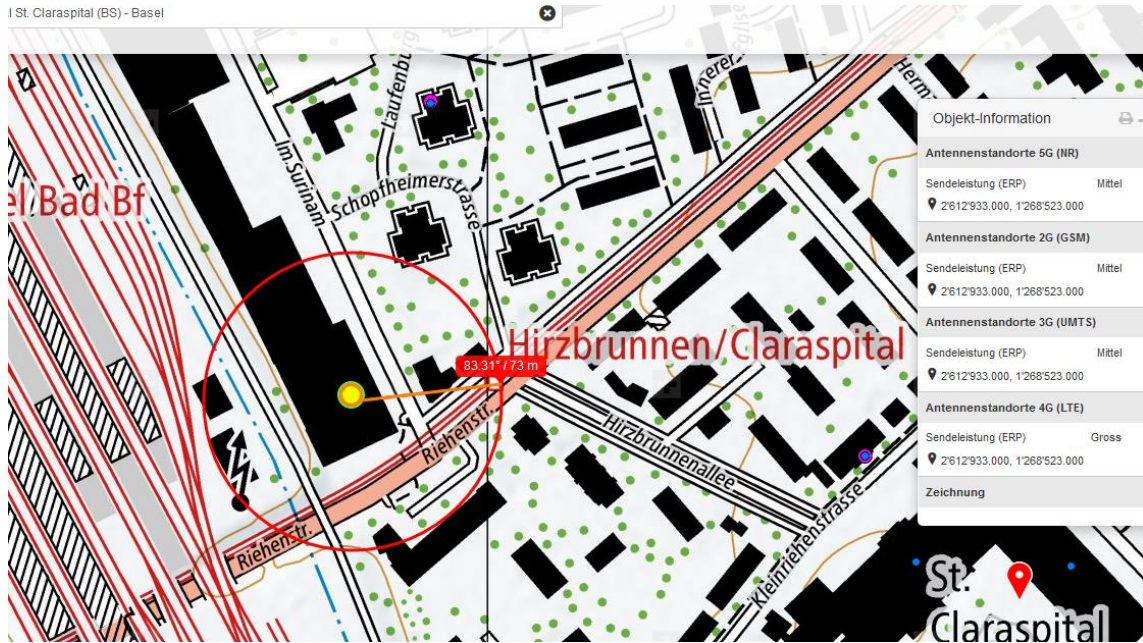 l St. Claraspital (BS) - Basel
Laufenburg
Innerer-Eglise
Herm
Im Surinam
Schopfheimerstrasse
el Bad Bf
Hirzbrunnen/Claraspital
83.31° / 73 m
Riehenstr.
Riehenstr.
Hirzbrunnenallee
Kleinriehenstrasse
St.
Claraspital
Objekt-Information
Antennenstandorte 5G (NR)
Sendeleistung (ERP) Mittel
2'612'933.000, 1'268'523.000
Antennenstandorte 2G (GSM)
Sendeleistung (ERP) Mittel
2'612'933.000, 1'268'523.000
Antennenstandorte 3G (UMTS)
Sendeleistung (ERP) Mittel
2'612'933.000, 1'268'523.000
Antennenstandorte 4G (LTE)
Sendeleistung (ERP) Gross
2'612'933.000, 1'268'523.000
Zeichnung